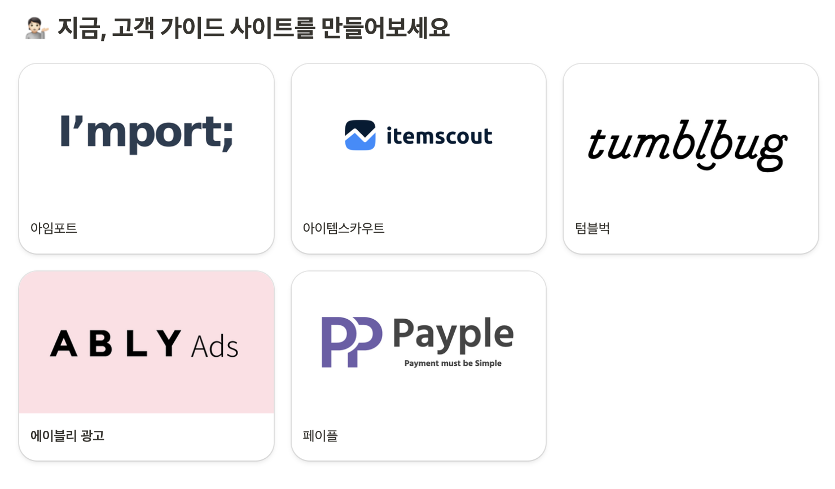 지금, 고객 가이드 사이트를 만들어보세요
I'mport;
아임포트
itemscout
아이템스카우트
tumblbug
텀블벅
ABLY Ads
에이블리 광고
PP Payple
Payment must be Simple
페이플